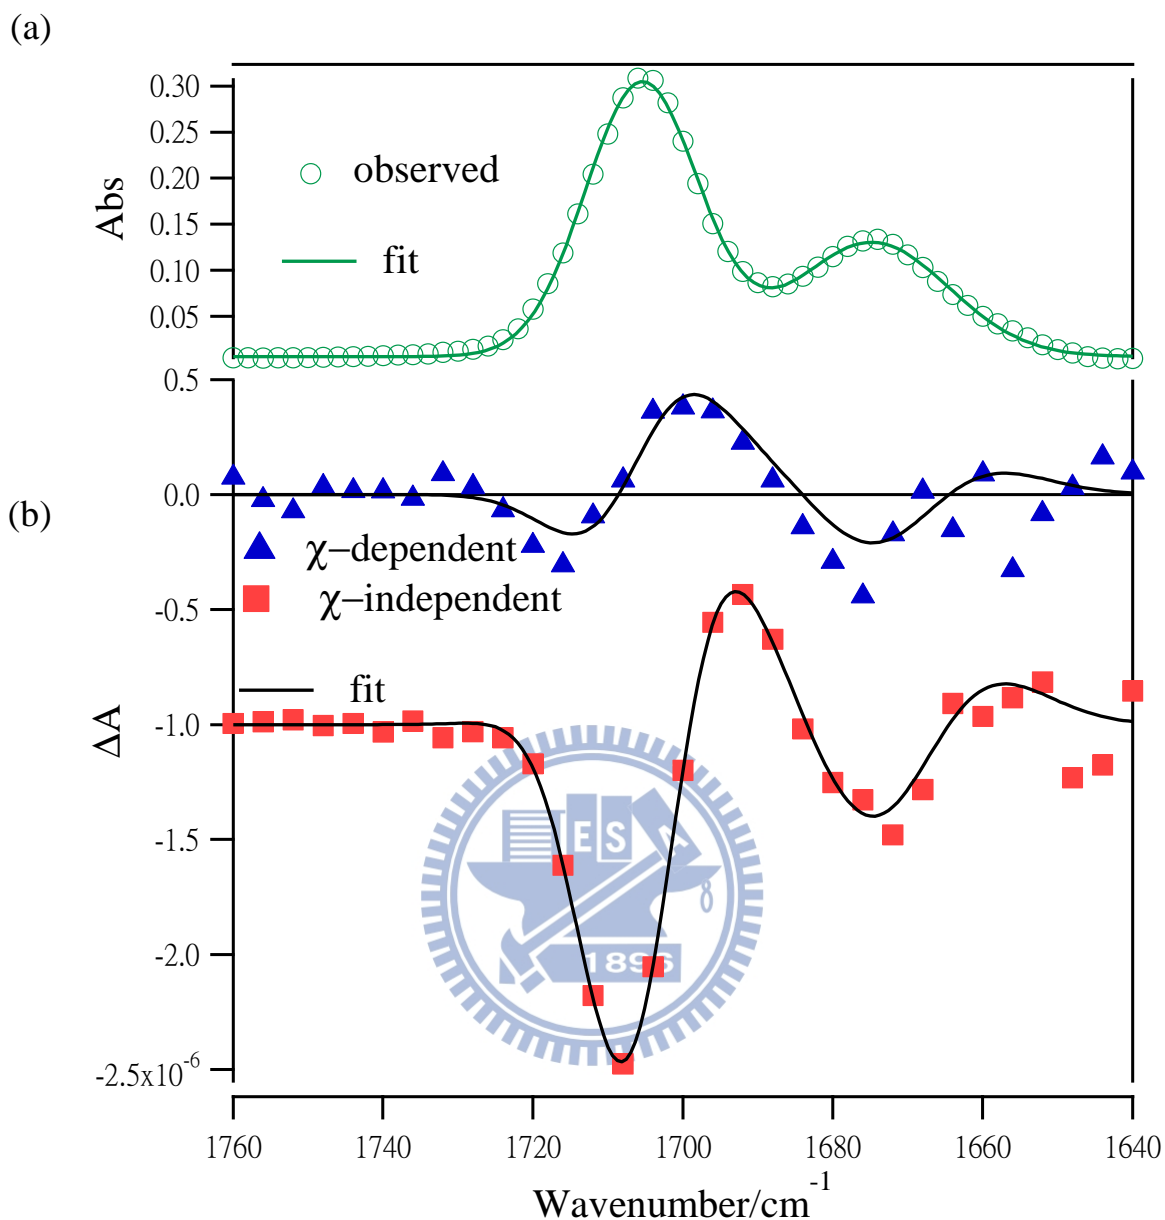 (a)
0.30
0.25
0.20
0.15
0.10
0.05
Abs
observed
fit
(b)
0.5
0.0
-0.5
-1.0
-1.5
-2.0
-2.5x10⁻⁶
ΔA
χ–dependent
χ–independent
fit
ES
1896
1760
1740
1720
1700
1680
1660
1640
Wavenumber/cm⁻¹